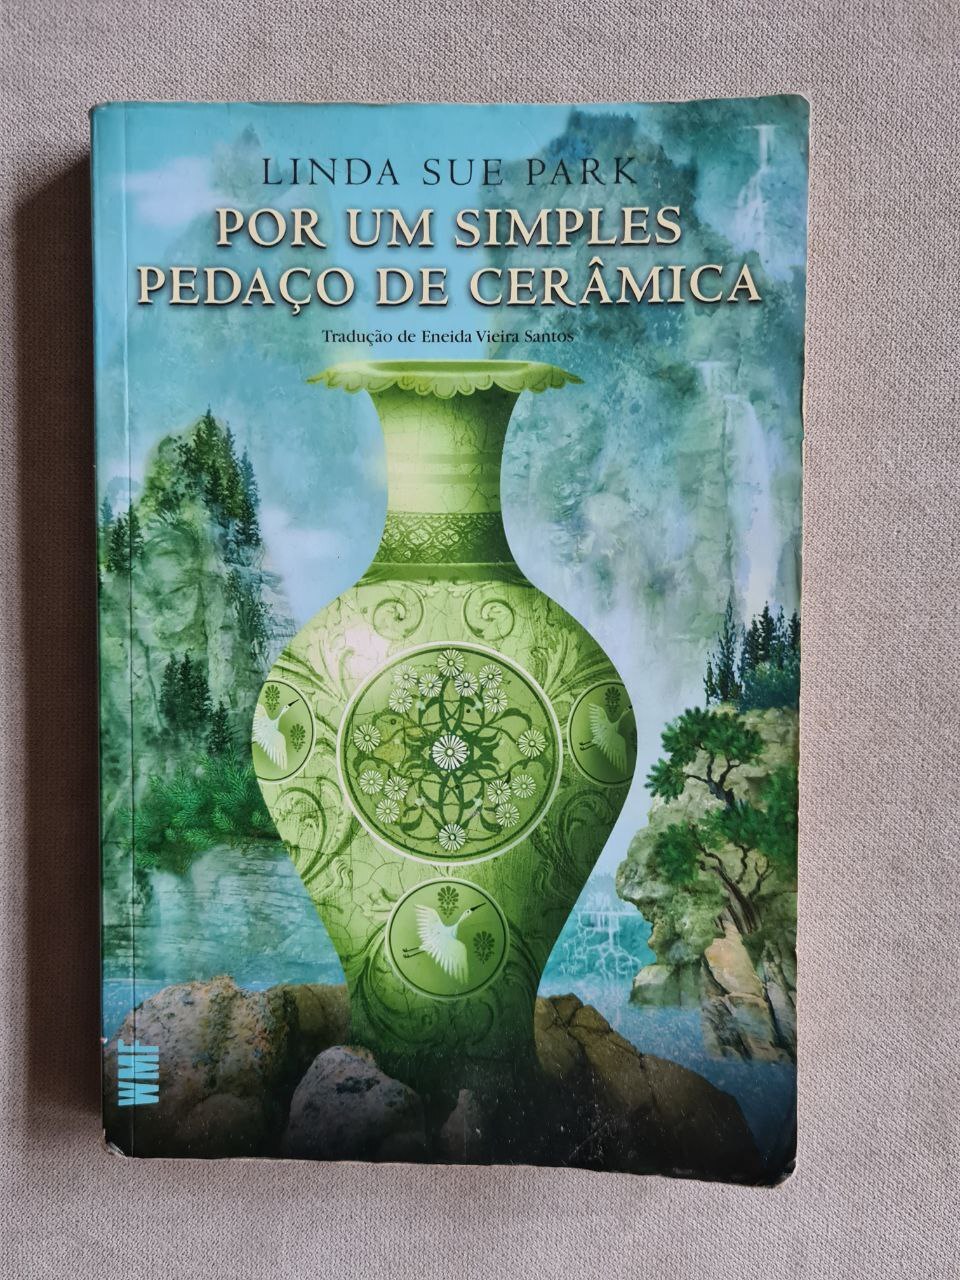 LINDA SUE PARK
POR UM SIMPLES
PEDAÇO DE CERÂMICA
Tradução de Eneida Vieira Santos
WMF